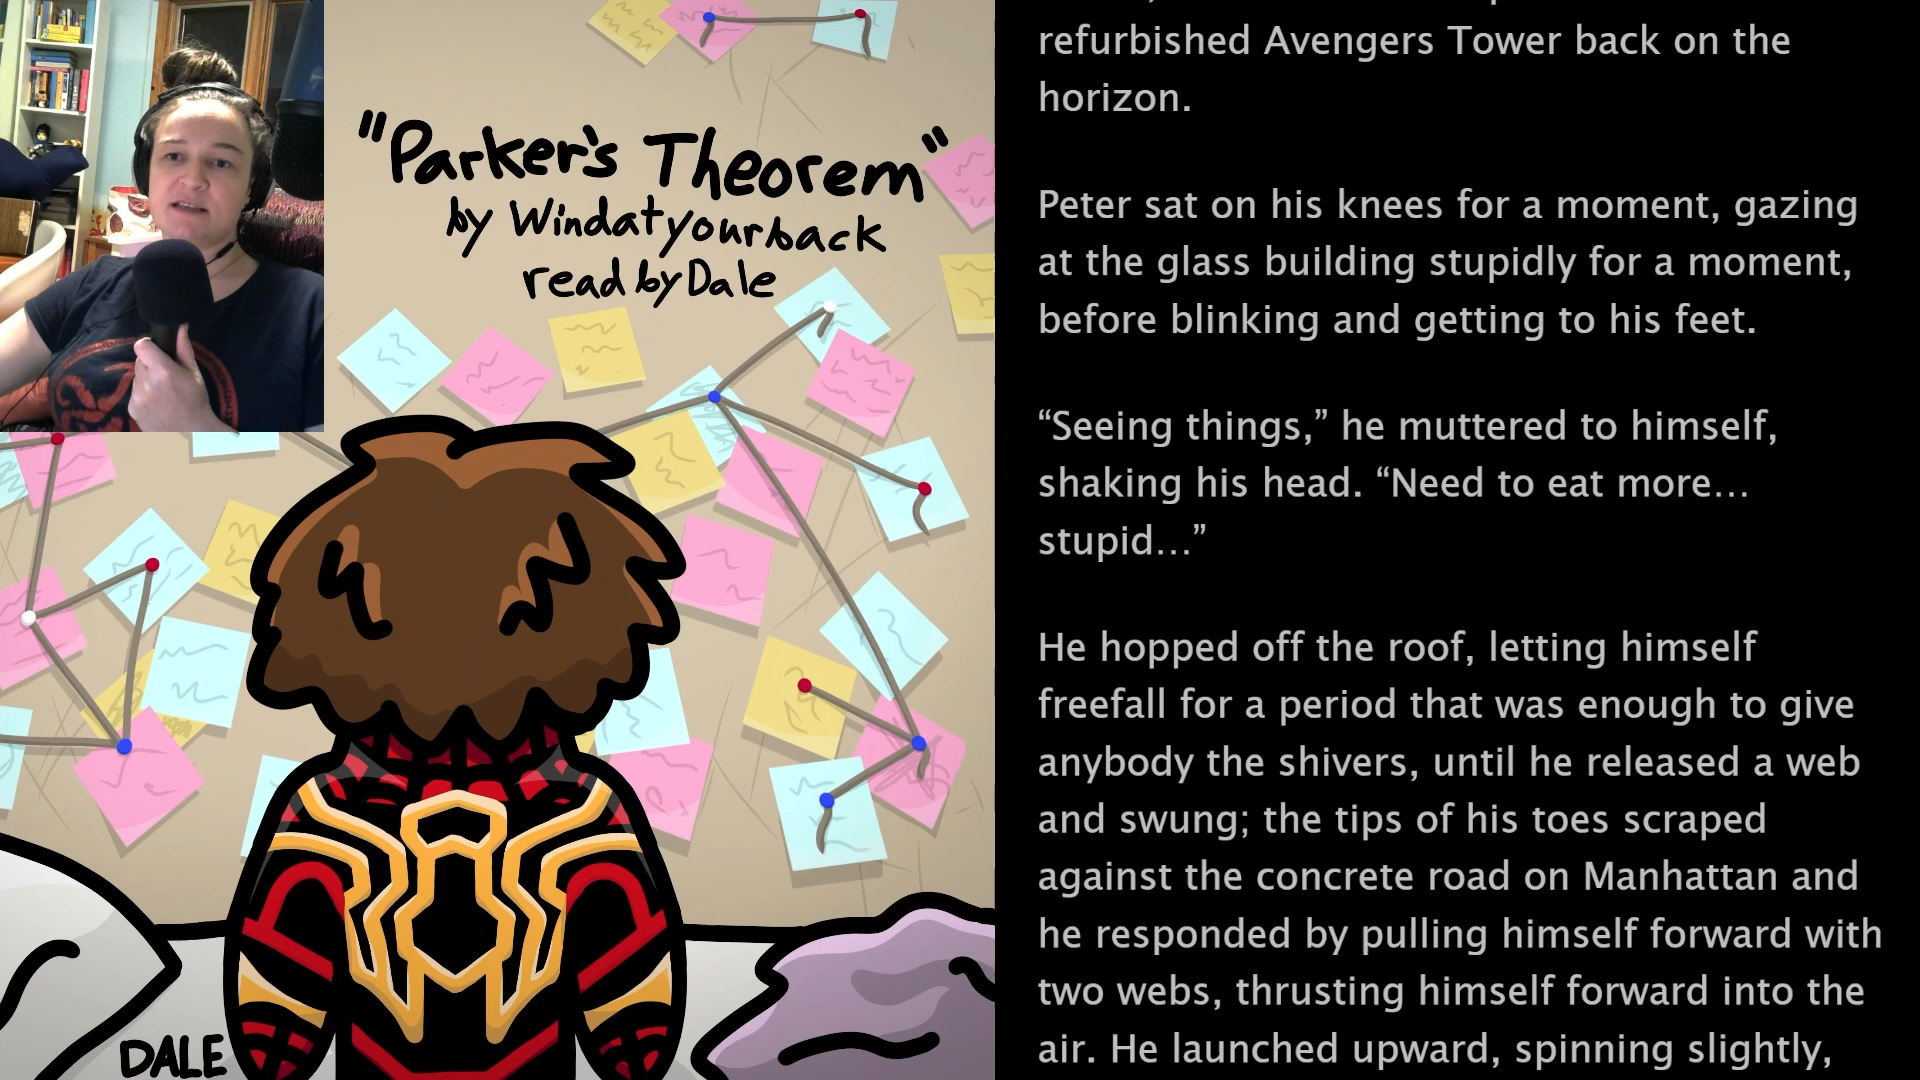 "Parker's Theorem"
by Windatyourback
read by Dale
DALE
refurbished Avengers Tower back on the
horizon.
Peter sat on his knees for a moment, gazing
at the glass building stupidly for a moment,
before blinking and getting to his feet.
“Seeing things,” he muttered to himself,
shaking his head. “Need to eat more…
stupid…”
He hopped off the roof, letting himself
freefall for a period that was enough to give
anybody the shivers, until he released a web
and swung; the tips of his toes scraped
against the concrete road on Manhattan and
he responded by pulling himself forward with
two webs, thrusting himself forward into the
air. He launched upward, spinning slightly,